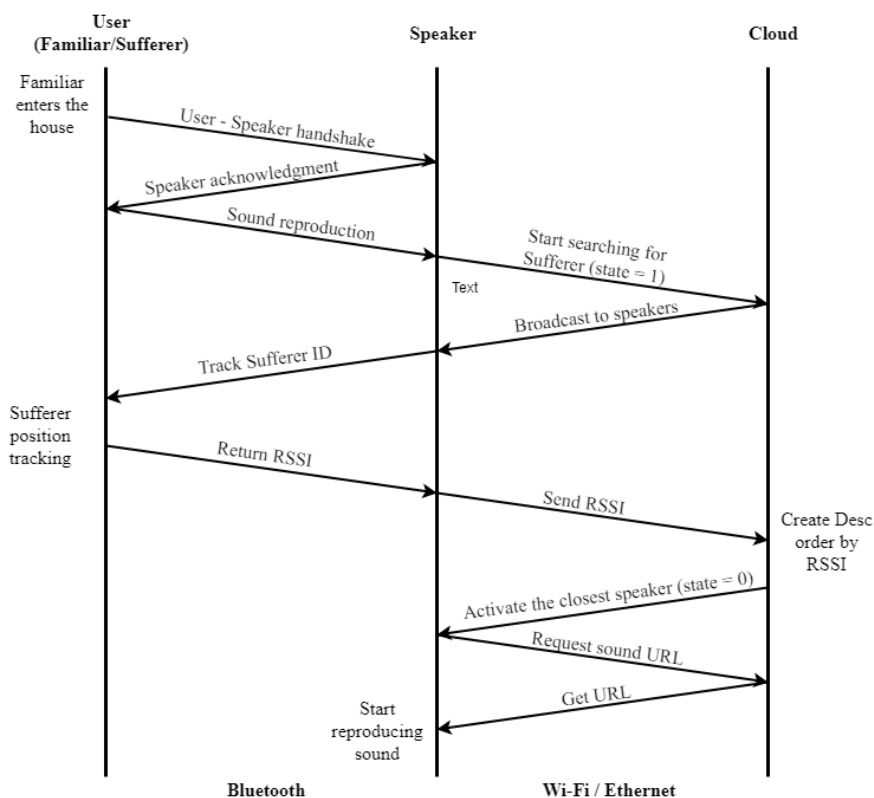 User
(Familiar/Sufferer)
Speaker
Cloud
Familiar
enters the
house
User - Speaker handshake
Speaker acknowledgment
Sound reproduction
Start searching for
Sufferer (state = 1)
Text
Broadcast to speakers
Track Sufferer ID
Sufferer
position
tracking
Return RSSI
Send RSSI
Create Desc
order by
RSSI
Activate the closest speaker (state = 0)
Request sound URL
Get URL
Start
reproducing
sound
Bluetooth
Wi-Fi / Ethernet